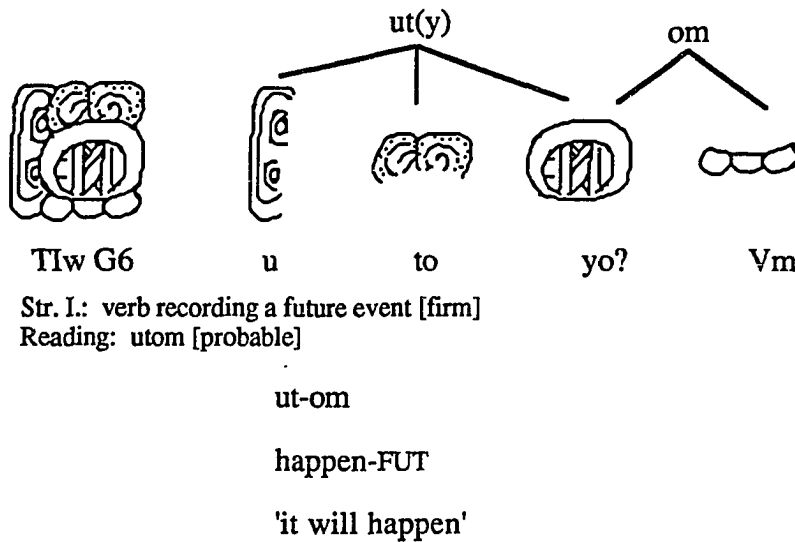 ut(y) om
TIw G6 u to yo? Vm
Str. I.: verb recording a future event [firm]
Reading: utom [probable]
ut-om
happen-FUT
'it will happen'